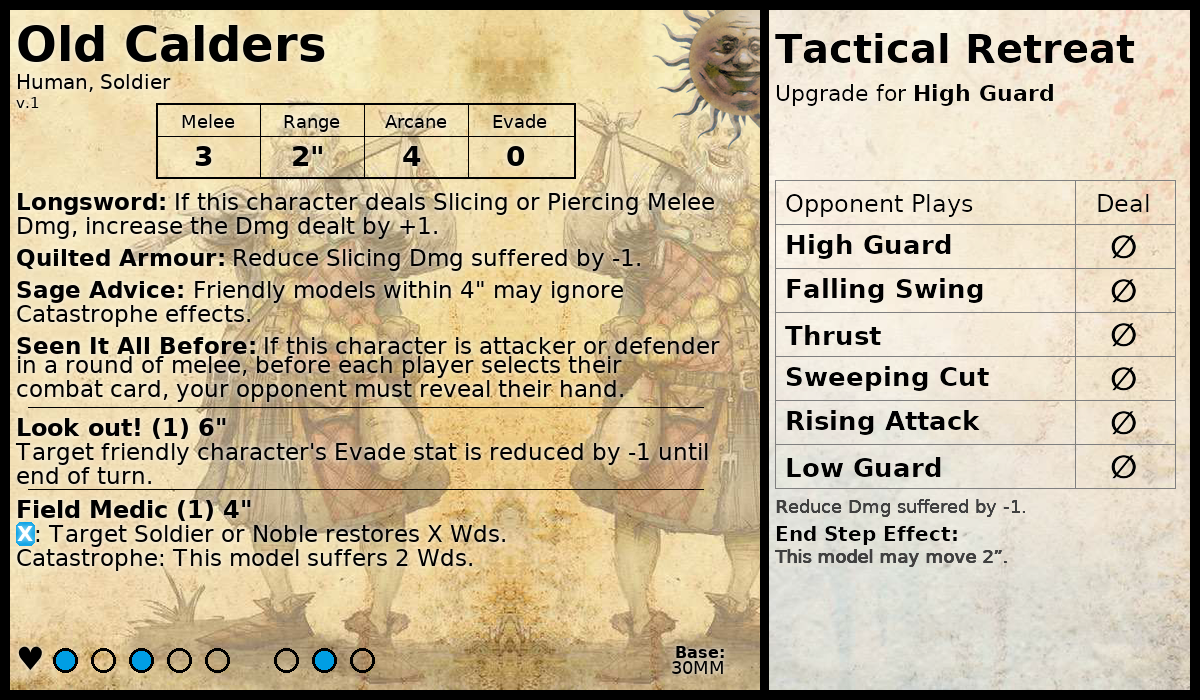 Old Calders
Human, Soldier
v.1
Melee Range Arcane Evade
3 2" 4 0
Longsword: If this character deals Slicing or Piercing Melee
Dmg, increase the Dmg dealt by +1.
Quilted Armour: Reduce Slicing Dmg suffered by -1.
Sage Advice: Friendly models within 4" may ignore
Catastrophe effects.
Seen It All Before: If this character is attacker or defender
in a round of melee, before each player selects their
combat card, your opponent must reveal their hand.
Look out! (1) 6"
Target friendly character's Evade stat is reduced by -1 until
end of turn.
Field Medic (1) 4"
X: Target Soldier or Noble restores X Wds.
Catastrophe: This model suffers 2 Wds.
Base:
30MM
Tactical Retreat
Upgrade for High Guard
Opponent Plays Deal
High Guard ∅
Falling Swing ∅
Thrust ∅
Sweeping Cut ∅
Rising Attack ∅
Low Guard ∅
Reduce Dmg suffered by -1.
End Step Effect:
This model may move 2”.